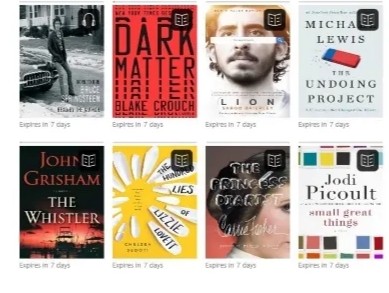 BRUCE
SPRINGSTEEN
Expires in 7 days
DARK
MATTER
BLAKE CROUCH
Expires in 7 days
LION
Expires in 7 days
MICHAEL
LEWIS
THE
UNDOING
PROJECT
Expires in 7 days
JOHN
GRISHAM
THE
WHISTLER
Expires in 7 days
THE
HUNDRED
LIES
OF
LIZZIE
LOVETT
Expires in 7 days
THE
PRINCESS
DIARIST
Carrie Fisher
Expires in 7 days
Jodi
Picoult
small great
things
Expires in 7 days